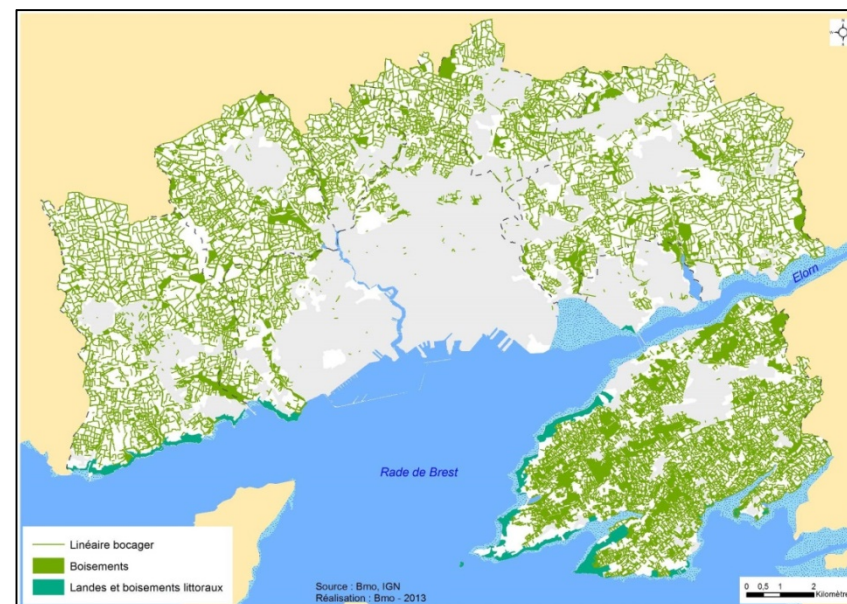 Elorn
Rade de Brest
Linéaire bocager
Boisements
Landes et boisements littoraux
Source : Bmo, IGN
Réalisation : Bmo - 2013
0 0,5 1 2
Kilomètre